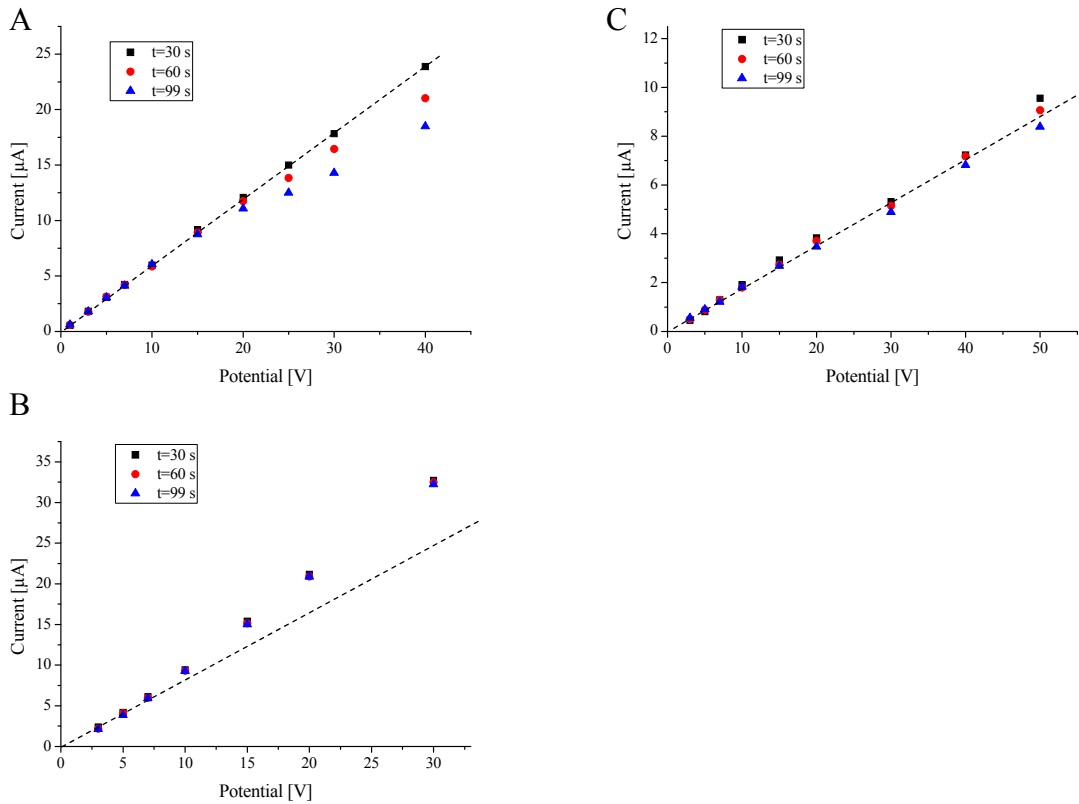 A
t=30 s
t=60 s
t=99 s
25
20
15
10
5
0
0 10 20 30 40
Current [µA]
Potential [V]
C
t=30 s
t=60 s
t=99 s
12
10
8
6
4
2
0
0 10 20 30 40 50
Current [µA]
Potential [V]
B
t=30 s
t=60 s
t=99 s
35
30
25
20
15
10
5
0
0 5 10 15 20 25 30
Current [µA]
Potential [V]